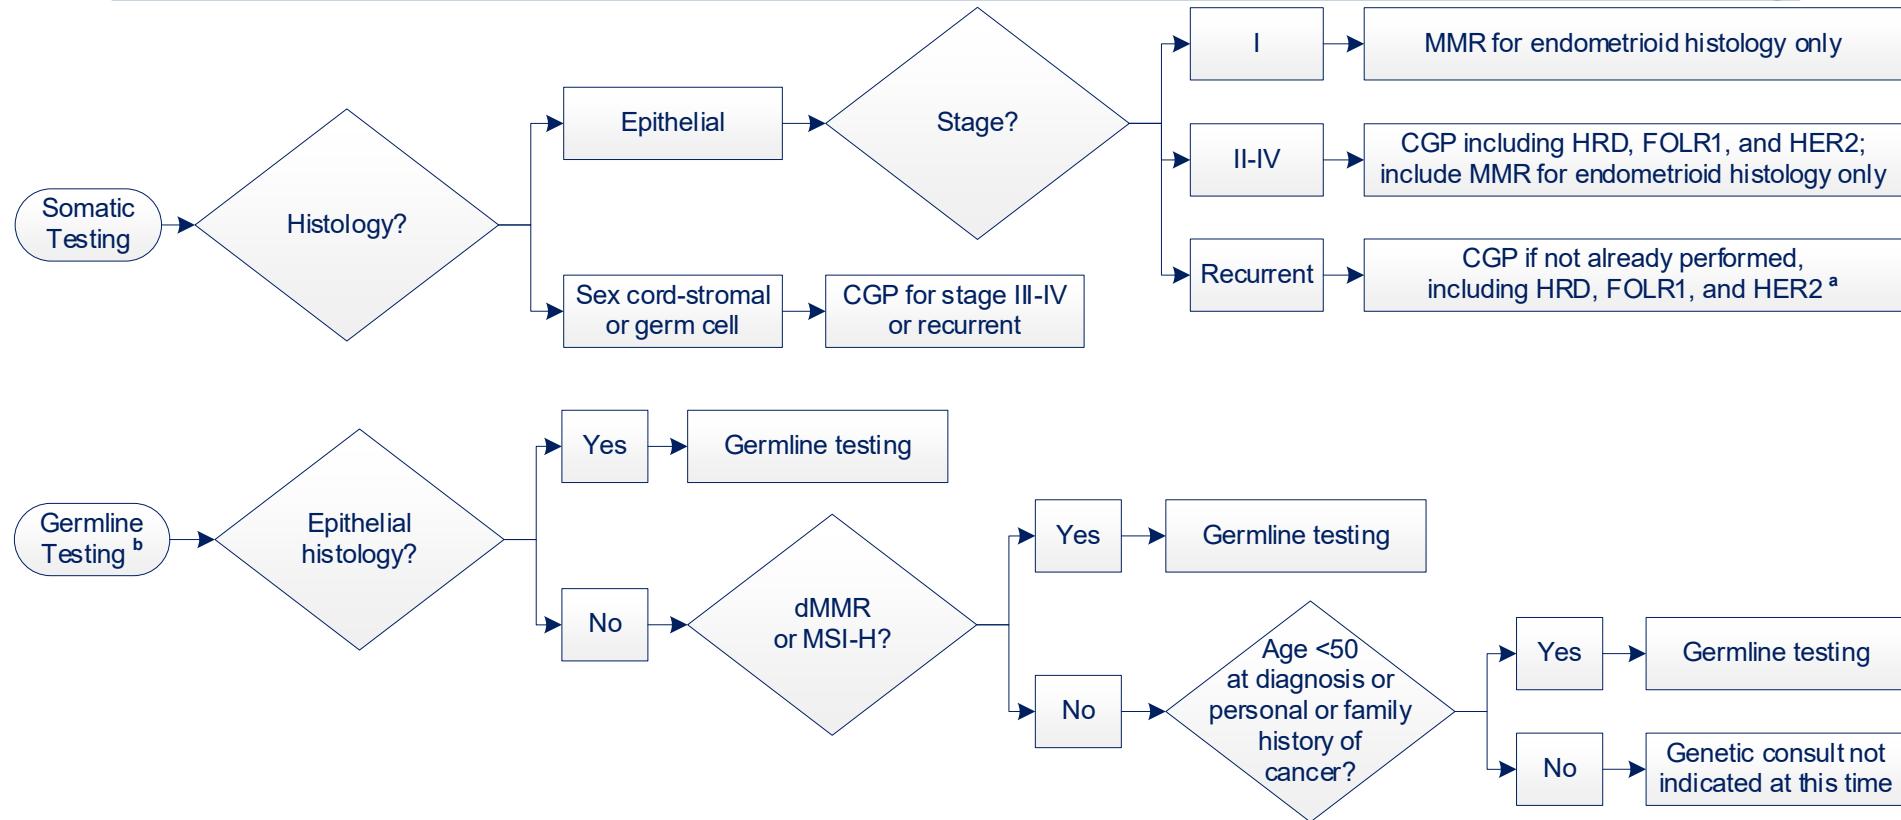 Somatic
Testing
Histology?
Epithelial
Stage?
I
MMR for endometrioid histology only
II-IV
CGP including HRD, FOLR1, and HER2;
include MMR for endometrioid histology only
Recurrent
CGP if not already performed,
including HRD, FOLR1, and HER2 a
Sex cord-stromal
or germ cell
CGP for stage III-IV
or recurrent
Germline
Testing b
Epithelial
histology?
Yes
Germline testing
No
dMMR
or MSI-H?
Yes
Germline testing
No
Age <50
at diagnosis or
personal or family
history of
cancer?
Yes
Germline testing
No
Genetic consult not
indicated at this time